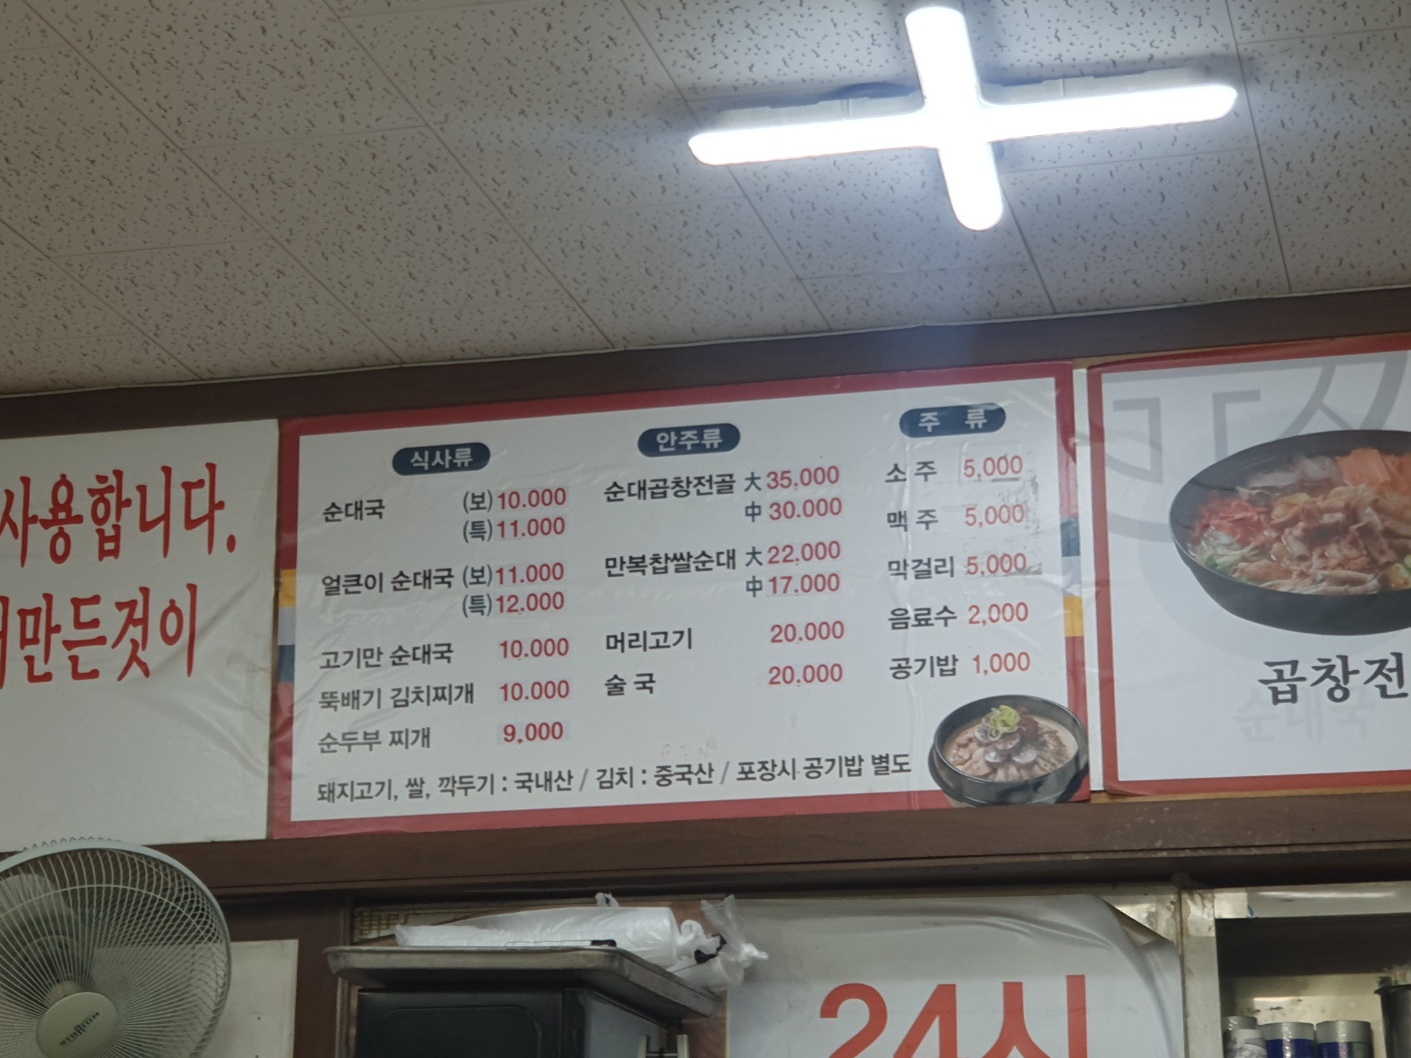 사용합니다.
만든것이
식사류
순대국 (보) 10.000
(특) 11.000
얼큰이 순대국 (보) 11.000
(특) 12.000
고기만 순대국 10.000
뚝배기 김치찌개 10.000
순두부 찌개 9,000
안주류
순대곱창전골 大 35.000
中 30.000
만복찹쌀순대 大 22.000
中 17.000
머리고기 20.000
술 국 20.000
주 류
소 주 5,000
맥 주 5,000
막걸리 5,000
음료수 2,000
공기밥 1,000
돼지고기, 쌀, 깍두기 : 국내산 / 김치 : 중국산 / 포장시 공기밥 별도
곱창전
순대국
24시